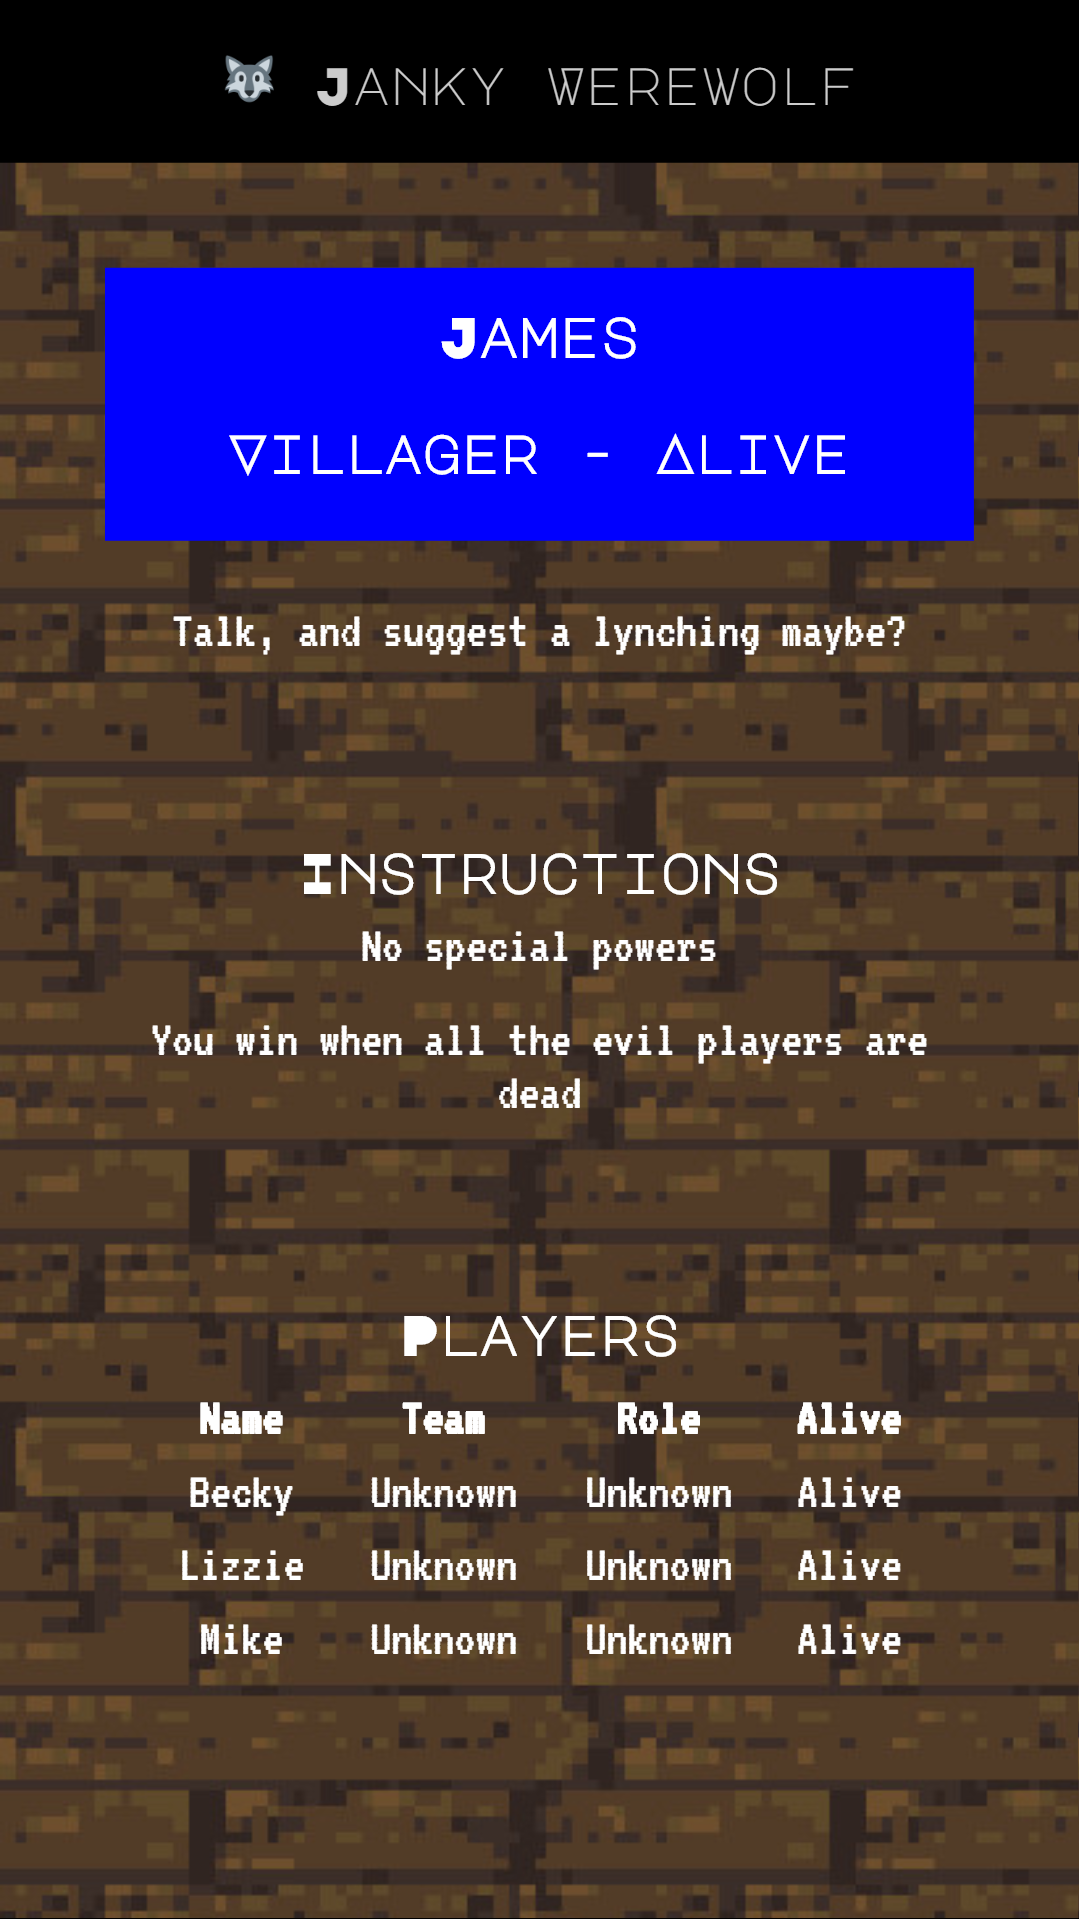 Janky Werewolf
James
Villager - Alive
Talk, and suggest a lynching maybe?
Instructions
No special powers
You win when all the evil players are
dead
Players
Name Team Role Alive
Becky Unknown Unknown Alive
Lizzie Unknown Unknown Alive
Mike Unknown Unknown Alive